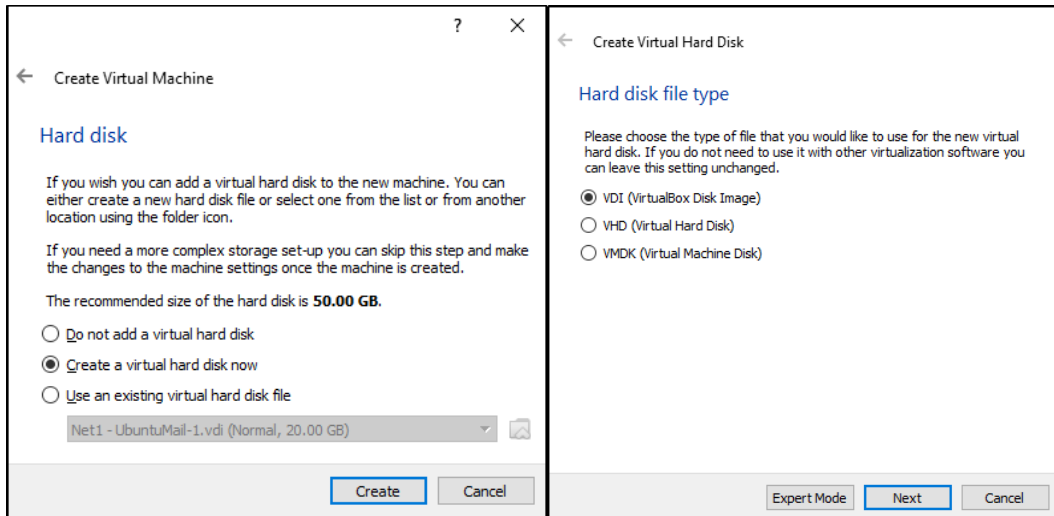 ?
Create Virtual Machine
Hard disk
If you wish you can add a virtual hard disk to the new machine. You can
either create a new hard disk file or select one from the list or from another
location using the folder icon.
If you need a more complex storage set-up you can skip this step and make
the changes to the machine settings once the machine is created.
The recommended size of the hard disk is 50.00 GB.
Do not add a virtual hard disk
Create a virtual hard disk now
Use an existing virtual hard disk file
Net1 - UbuntuMail-1.vdi (Normal, 20.00 GB)
Create
Cancel
Create Virtual Hard Disk
Hard disk file type
Please choose the type of file that you would like to use for the new virtual
hard disk. If you do not need to use it with other virtualization software you
can leave this setting unchanged.
VDI (VirtualBox Disk Image)
VHD (Virtual Hard Disk)
VMDK (Virtual Machine Disk)
Expert Mode
Next
Cancel